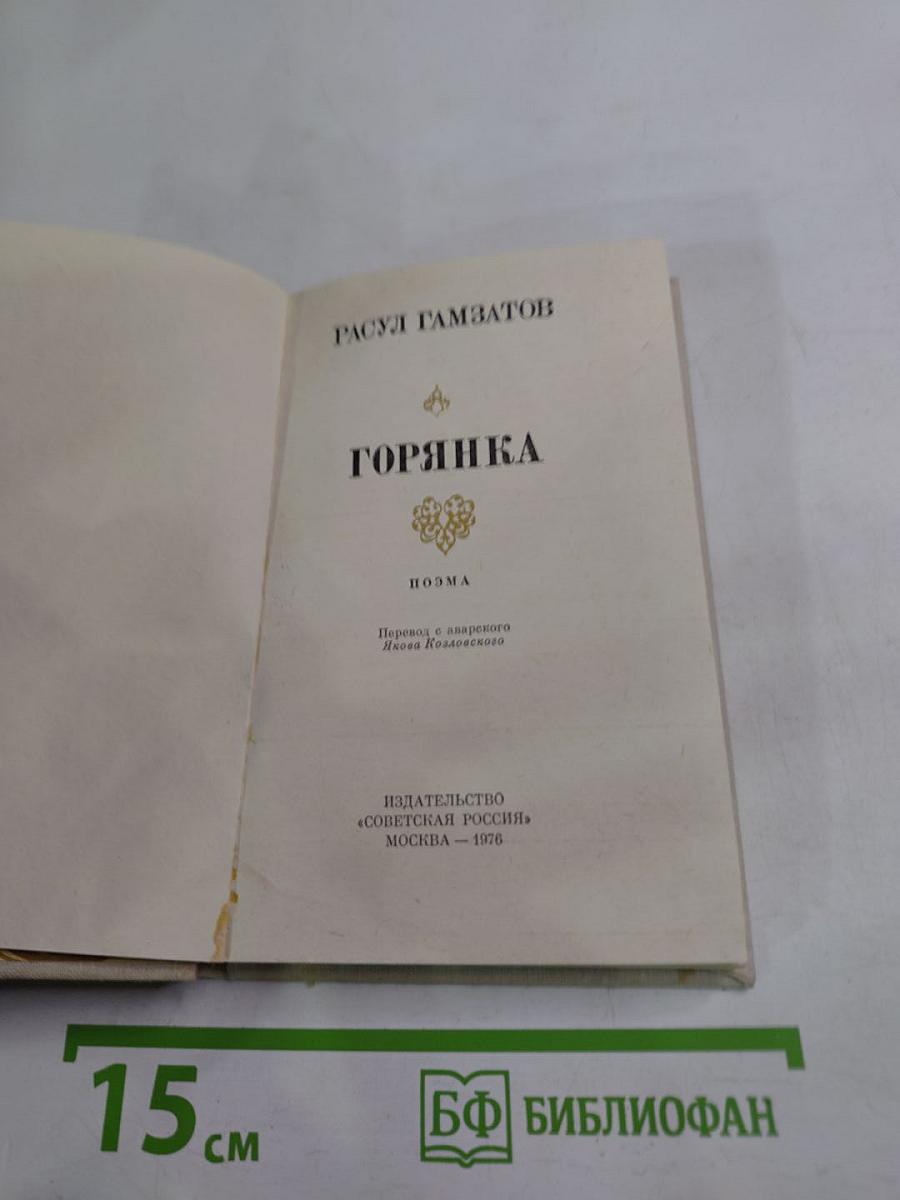 РАСУЛ ГАМЗАТОВ
ГОРЯНКА
ПОЭМА
Перевод с аварского
Якова Козловского
ИЗДАТЕЛЬСТВО
«СОВЕТСКАЯ РОССИЯ»
МОСКВА — 1976
15 см
БФ БИБЛИОФАН